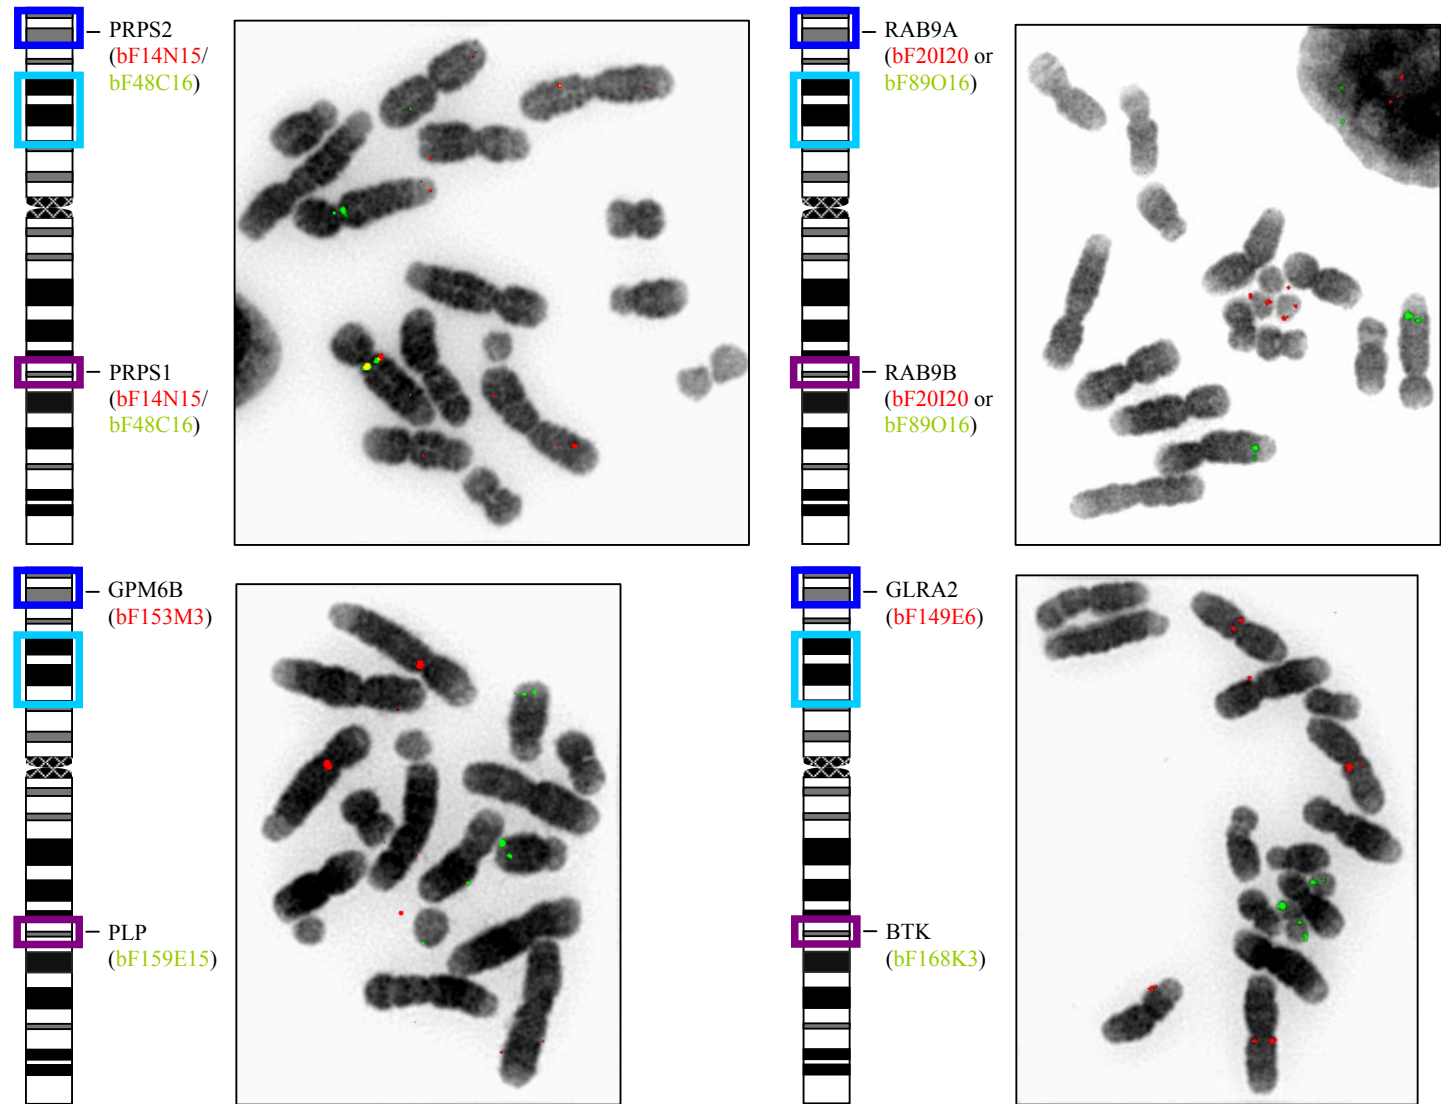 PRPS2
(bF14N15/
bF48C16)
PRPS1
(bF14N15/
bF48C16)
RAB9A
(bF20I20 or
bF89O16)
RAB9B
(bF20I20 or
bF89O16)
GPM6B
(bF153M3)
PLP
(bF159E15)
GLRA2
(bF149E6)
BTK
(bF168K3)